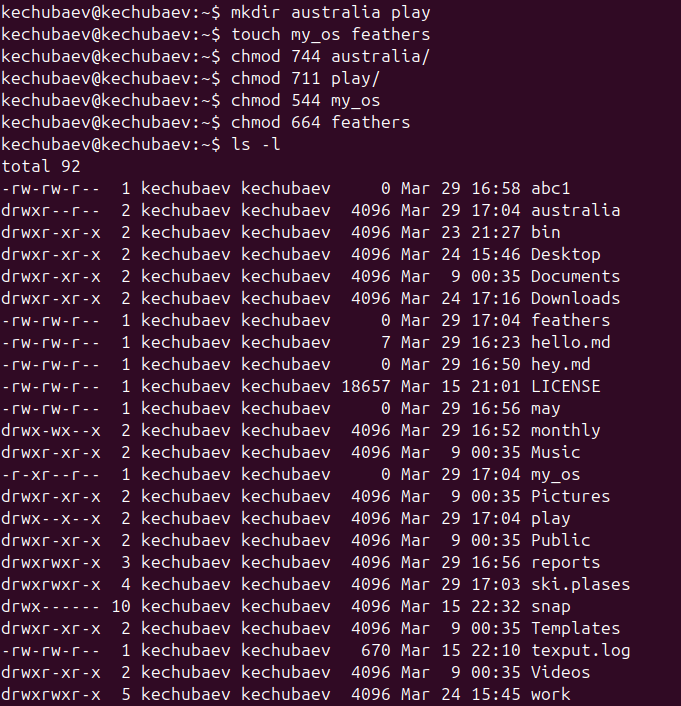 kechubaev@kechubaev:~$ mkdir australia play
kechubaev@kechubaev:~$ touch my_os feathers
kechubaev@kechubaev:~$ chmod 744 australia/
kechubaev@kechubaev:~$ chmod 711 play/
kechubaev@kechubaev:~$ chmod 544 my_os
kechubaev@kechubaev:~$ chmod 664 feathers
kechubaev@kechubaev:~$ ls -l
total 92
-rw-rw-r--  1 kechubaev kechubaev     0 Mar 29 16:58 abc1
drwxr--r--  2 kechubaev kechubaev  4096 Mar 29 17:04 australia
drwxr-xr-x  2 kechubaev kechubaev  4096 Mar 23 21:27 bin
drwxr-xr-x  2 kechubaev kechubaev  4096 Mar 24 15:46 Desktop
drwxr-xr-x  2 kechubaev kechubaev  4096 Mar  9 00:35 Documents
drwxr-xr-x  2 kechubaev kechubaev  4096 Mar 24 17:16 Downloads
-rw-rw-r--  1 kechubaev kechubaev     0 Mar 29 17:04 feathers
-rw-rw-r--  1 kechubaev kechubaev     7 Mar 29 16:23 hello.md
-rw-rw-r--  1 kechubaev kechubaev     0 Mar 29 16:50 hey.md
-rw-rw-r--  1 kechubaev kechubaev 18657 Mar 15 21:01 LICENSE
-rw-rw-r--  1 kechubaev kechubaev     0 Mar 29 16:56 may
drwx-wx--x  2 kechubaev kechubaev  4096 Mar 29 16:52 monthly
drwxr-xr-x  2 kechubaev kechubaev  4096 Mar  9 00:35 Music
-r-xr--r--  1 kechubaev kechubaev     0 Mar 29 17:04 my_os
drwxr-xr-x  2 kechubaev kechubaev  4096 Mar  9 00:35 Pictures
drwx--x--x  2 kechubaev kechubaev  4096 Mar 29 17:04 play
drwxr-xr-x  2 kechubaev kechubaev  4096 Mar  9 00:35 Public
drwxrwxr-x  3 kechubaev kechubaev  4096 Mar 29 16:56 reports
drwxrwxr-x  4 kechubaev kechubaev  4096 Mar 29 17:03 ski.plases
drwx------ 10 kechubaev kechubaev  4096 Mar 15 22:32 snap
drwxr-xr-x  2 kechubaev kechubaev  4096 Mar  9 00:35 Templates
-rw-rw-r--  1 kechubaev kechubaev   670 Mar 15 22:10 texput.log
drwxr-xr-x  2 kechubaev kechubaev  4096 Mar  9 00:35 Videos
drwxrwxr-x  5 kechubaev kechubaev  4096 Mar 24 15:45 work